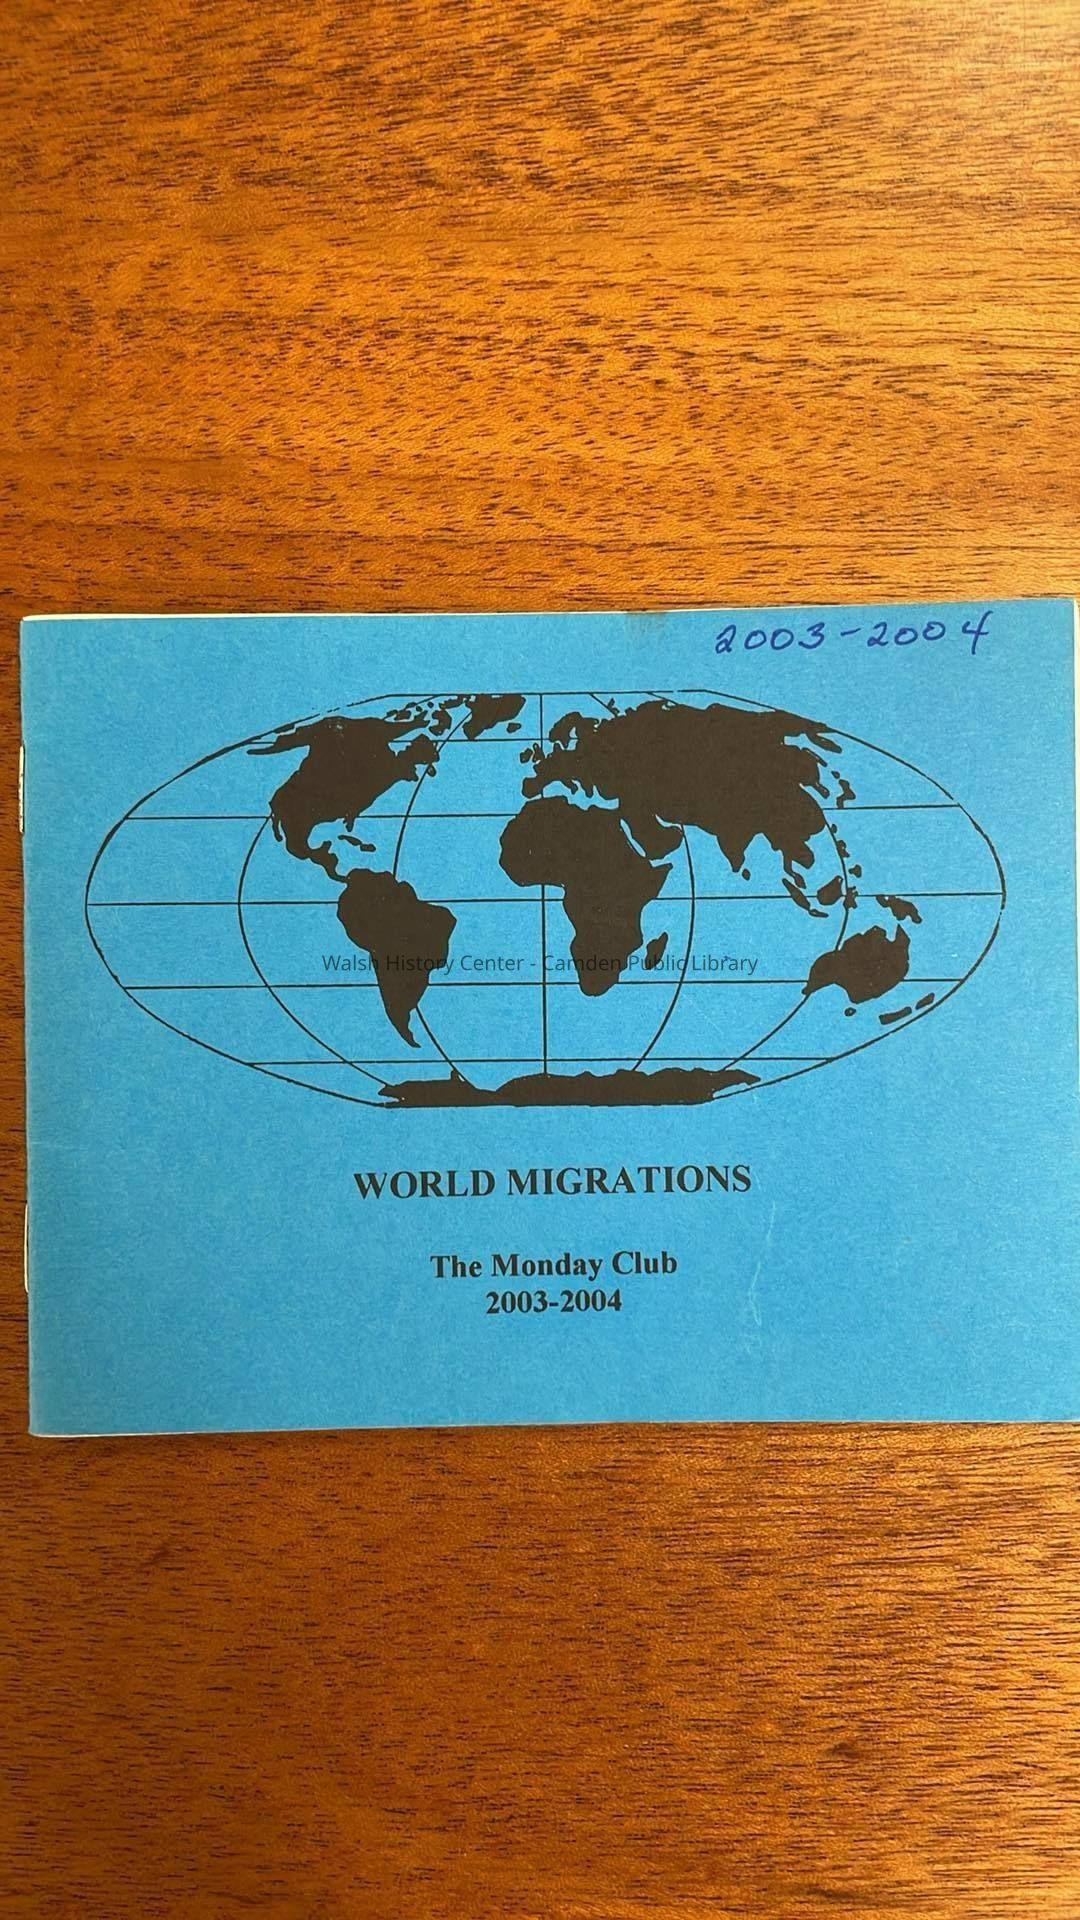 2003-2004
Walsh History Center - Camden Public Library
WORLD MIGRATIONS
The Monday Club
2003-2004